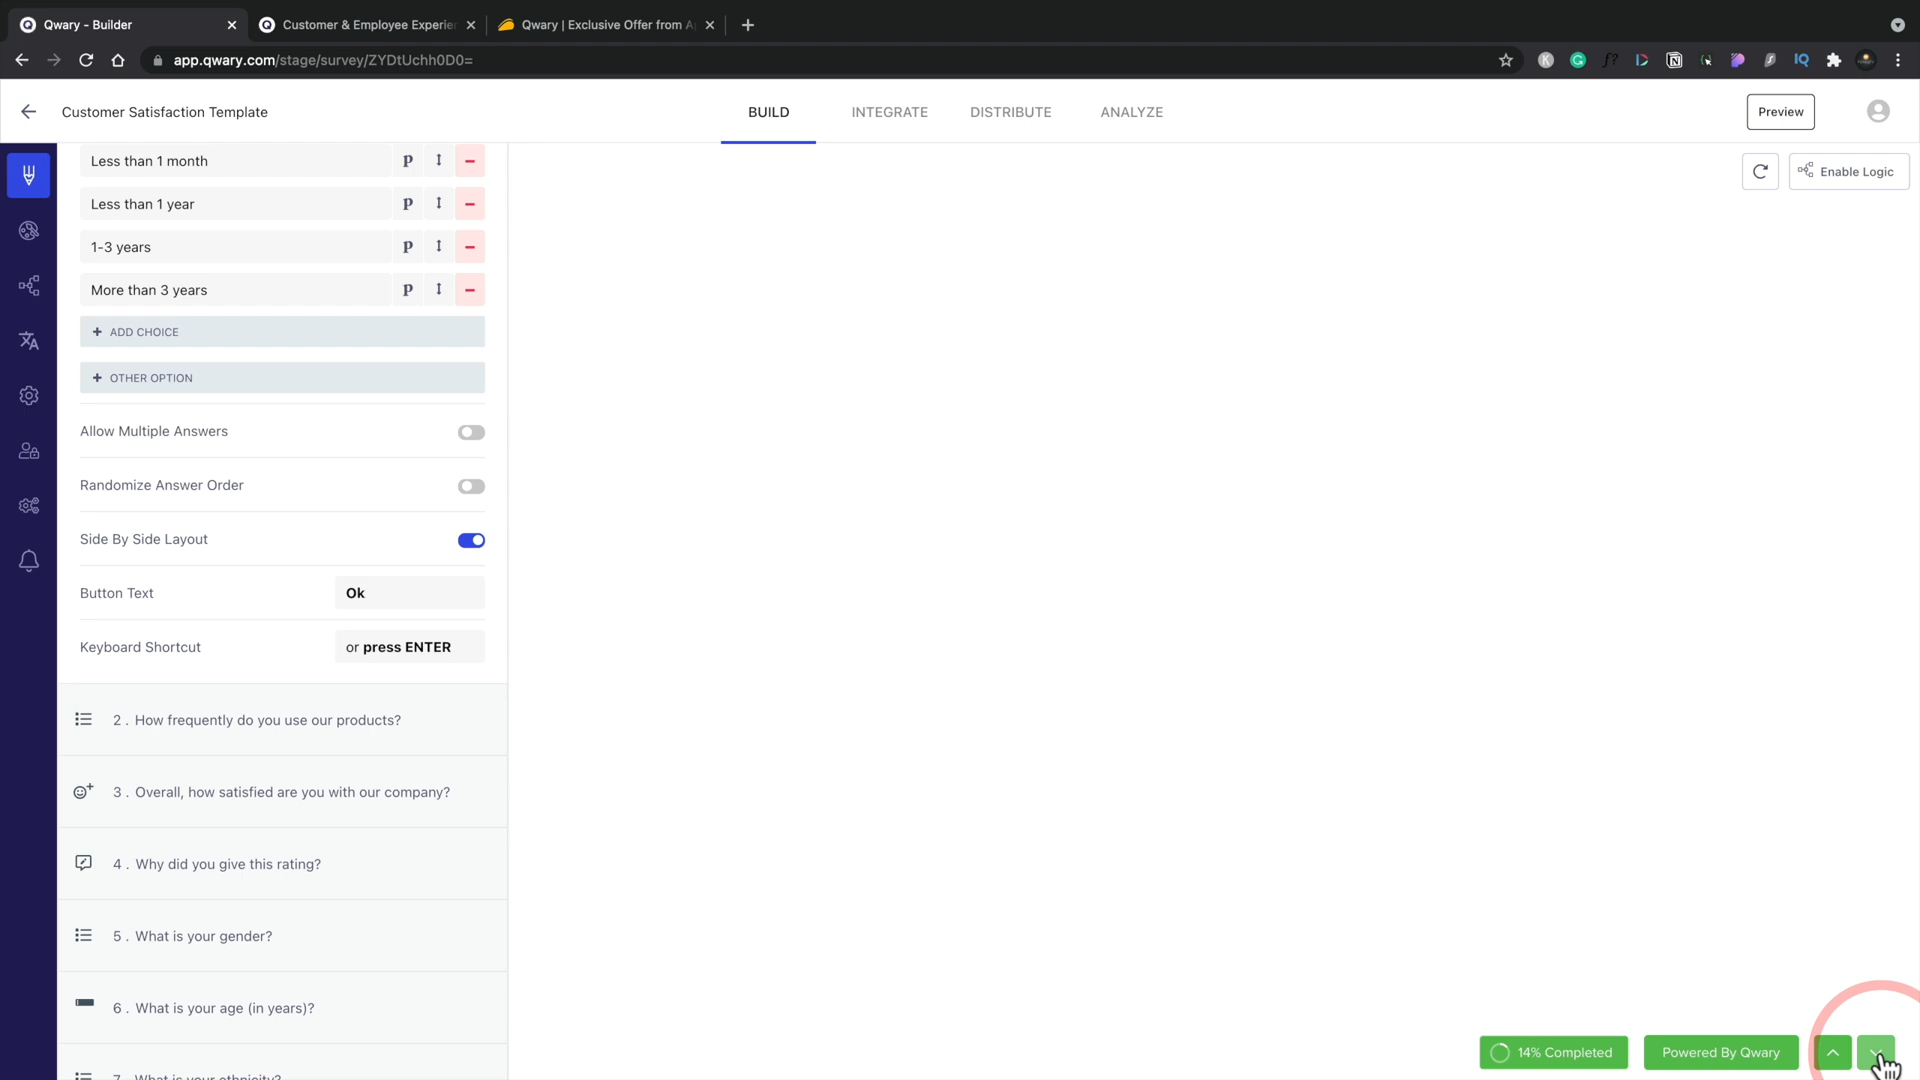 Qwary - Builder
Customer & Employee Experie
Qwary | Exclusive Offer from A
app.qwary.com/stage/survey/ZYDtUchh0D0=
Customer Satisfaction Template
BUILD
INTEGRATE
DISTRIBUTE
ANALYZE
Preview
Enable Logic
Less than 1 month
P
Less than 1 year
P
1-3 years
P
More than 3 years
P
+ ADD CHOICE
+ OTHER OPTION
Allow Multiple Answers
Randomize Answer Order
Side By Side Layout
Button Text
Ok
Keyboard Shortcut
or press ENTER
2 . How frequently do you use our products?
3 . Overall, how satisfied are you with our company?
4 . Why did you give this rating?
5 . What is your gender?
6 . What is your age (in years)?
7 . What is your ethnicity?
14% Completed
Powered By Qwary